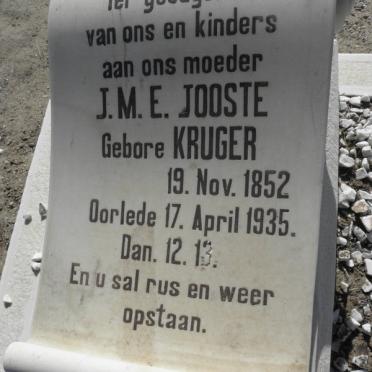 Ter
van ons en kinders
aan ons moeder
J. M. E. JOOSTE
Gebore KRUGER
19. Nov. 1852
Oorlede 17. April 1935.
Dan. 12. 13.
En u sal rus en weer
opstaan.